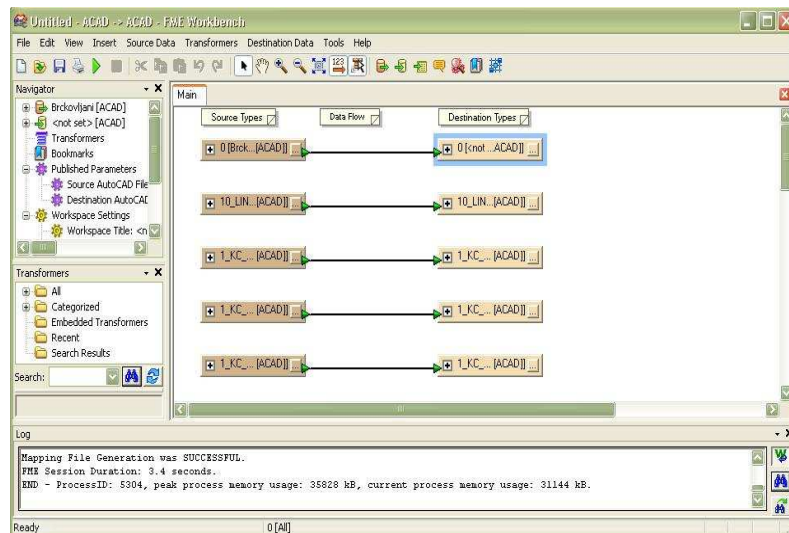 Untitled - ACAD -> ACAD - FME Workbench
File Edit View Insert Source Data Transformers Destination Data Tools Help
Navigator
Brckovljani [ACAD]
<not set> [ACAD]
Transformers
Bookmarks
Published Parameters
Source AutoCAD File
Destination AutoCAD
Workspace Settings
Workspace Title: <n
Transformers
All
Categorized
Embedded Transformers
Recent
Search Results
Search:
Main
Source Types Data Flow Destination Types
0 [Brck...[ACAD]] ... 0 [<not ...ACAD]] ...
10_LIN... [ACAD]] ... 10_LIN...[ACAD]] ...
1_KC_... [ACAD]] ... 1_KC_... [ACAD]] ...
1_KC_... [ACAD]] ... 1_KC_... [ACAD]] ...
1_KC_... [ACAD]] ... 1_KC_... [ACAD]] ...
Log
Mapping File Generation was SUCCESSFUL.
FME Session Duration: 3.4 seconds.
END - ProcessID: 5304, peak process memory usage: 35828 kB, current process memory usage: 31144 kB.
Ready 0 [All]